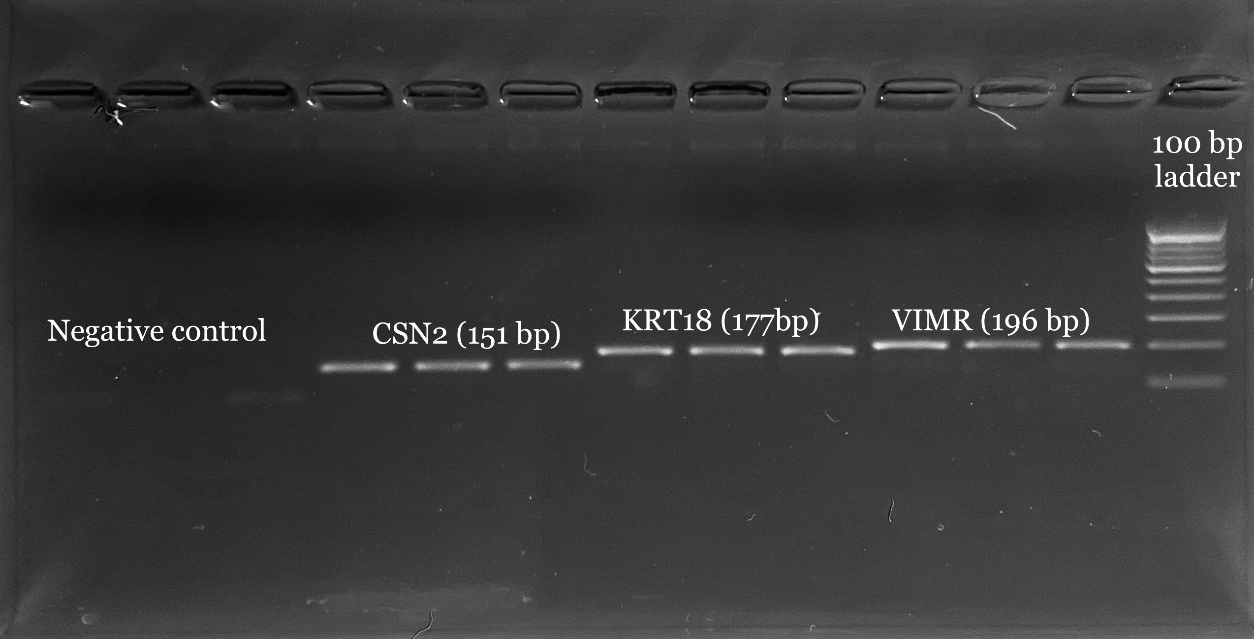 100 bp
ladder
Negative control
CSN2 (151 bp)
KRT18 (177bp)
VIMR (196 bp)